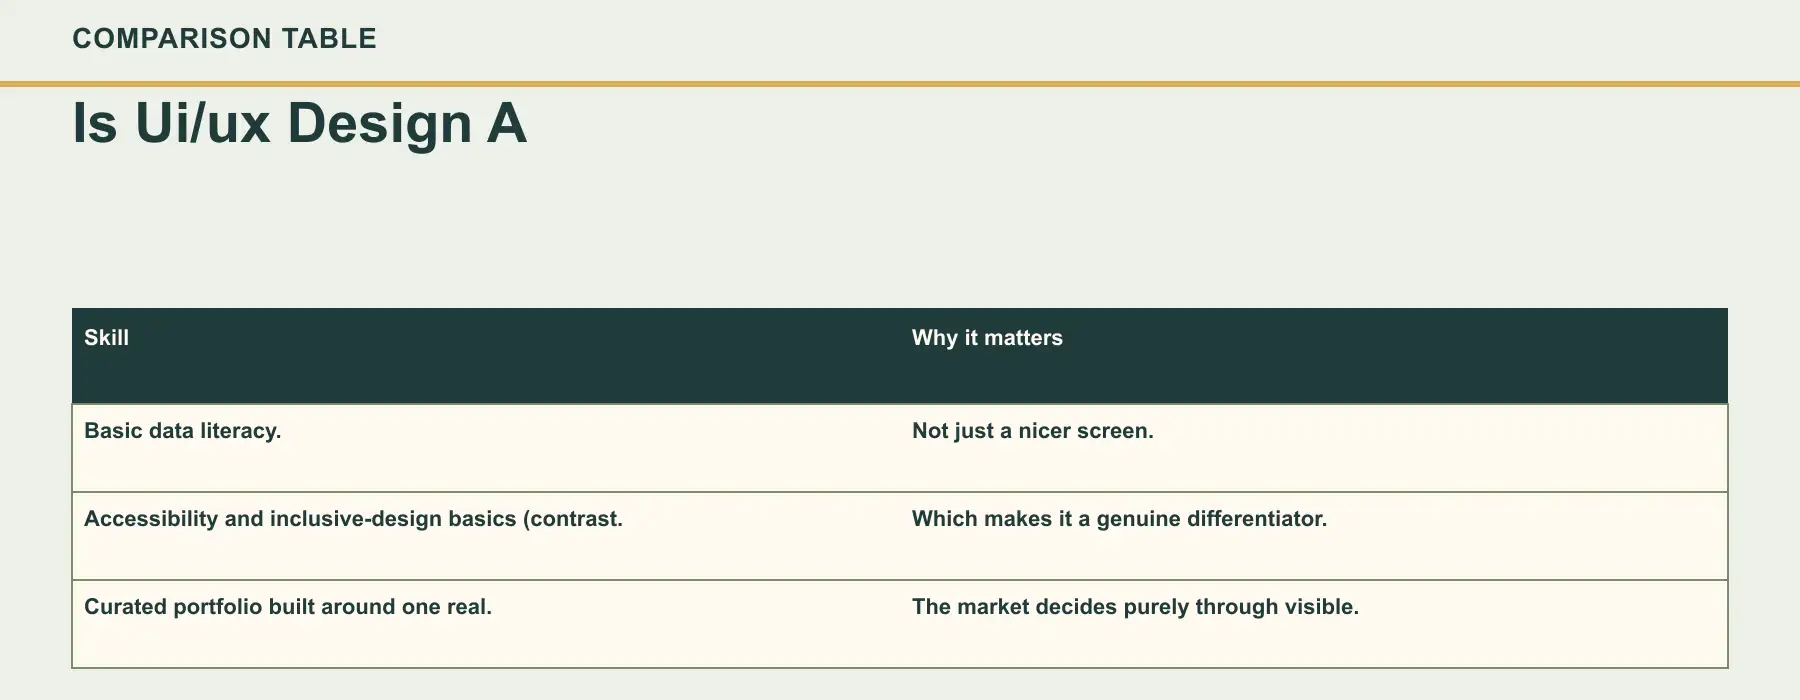 COMPARISON TABLE
Is Ui/ux Design A
Skill
Why it matters
Basic data literacy.
Not just a nicer screen.
Accessibility and inclusive-design basics (contrast.
Which makes it a genuine differentiator.
Curated portfolio built around one real.
The market decides purely through visible.